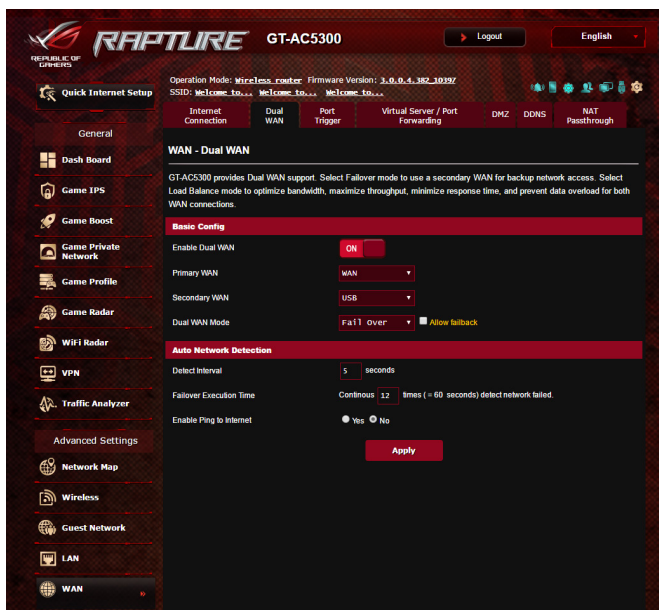 REPUBLIC OF
GAMERS
RAPTURE
GT-AC5300
Logout
English
Quick Internet Setup
General
Dash Board
Game IPS
Game Boost
Game Private
Network
Game Profile
Game Radar
WiFi Radar
VPN
Traffic Analyzer
Advanced Settings
Network Map
Wireless
Guest Network
LAN
WAN
Operation Mode: Wireless router Firmware Version: 3.0.0.4.382_10397
SSID: Welcome to... Welcome to... Welcome to...
Internet
Connection
Dual
WAN
Port
Trigger
Virtual Server / Port
Forwarding
DMZ
DDNS
NAT
Passthrough
WAN - Dual WAN
GT-AC5300 provides Dual WAN support. Select Failover mode to use a secondary WAN for backup network access. Select
Load Balance mode to optimize bandwidth, maximize throughput, minimize response time, and prevent data overload for both
WAN connections.
Basic Config
Enable Dual WAN ON
Primary WAN WAN
Secondary WAN USB
Dual WAN Mode Fail Over Allow failback
Auto Network Detection
Detect Interval 5 seconds
Failover Execution Time Continous 12 times ( = 60 seconds) detect network failed.
Enable Ping to Internet Yes No
Apply